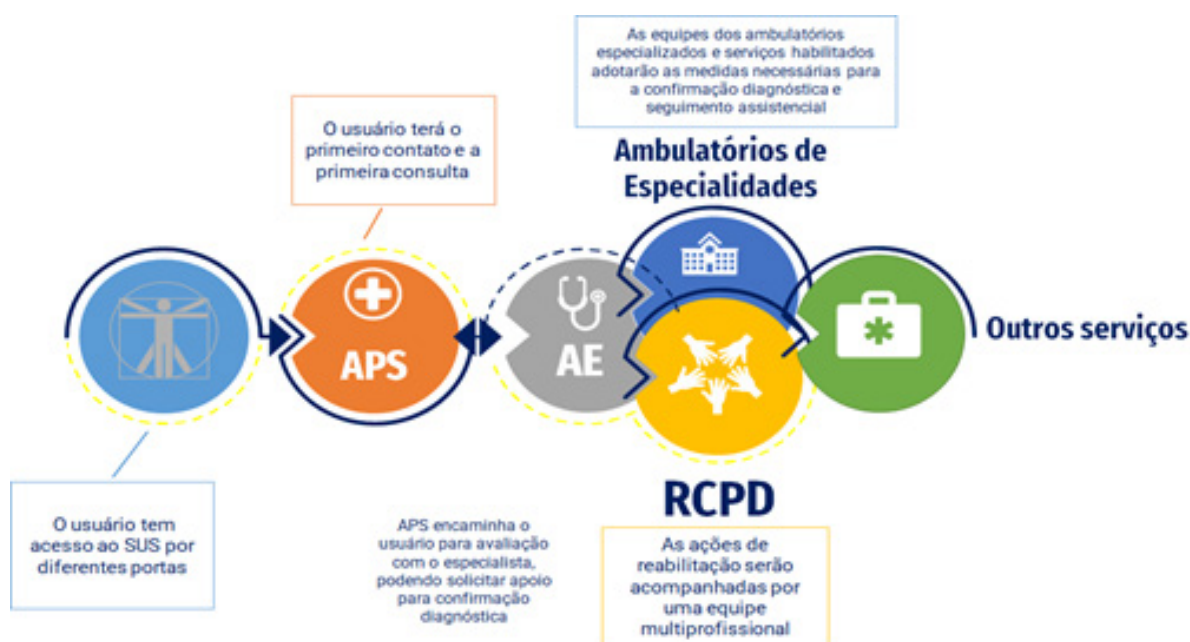 As equipes dos ambulatórios
especializados e serviços habilitados
adotarão as medidas necessárias para
a confirmação diagnóstica e
seguimento assistencial
O usuário terá o
primeiro contato e a
primeira consulta
Ambulatórios de
Especialidades
APS
AE
Outros serviços
RCPD
O usuário tem
acesso ao SUS por
diferentes portas
APS encaminha o
usuário para avaliação
com o especialista,
podendo solicitar apoio
para confirmação
diagnóstica
As ações de
reabilitação serão
acompanhadas por
uma equipe
multiprofissional